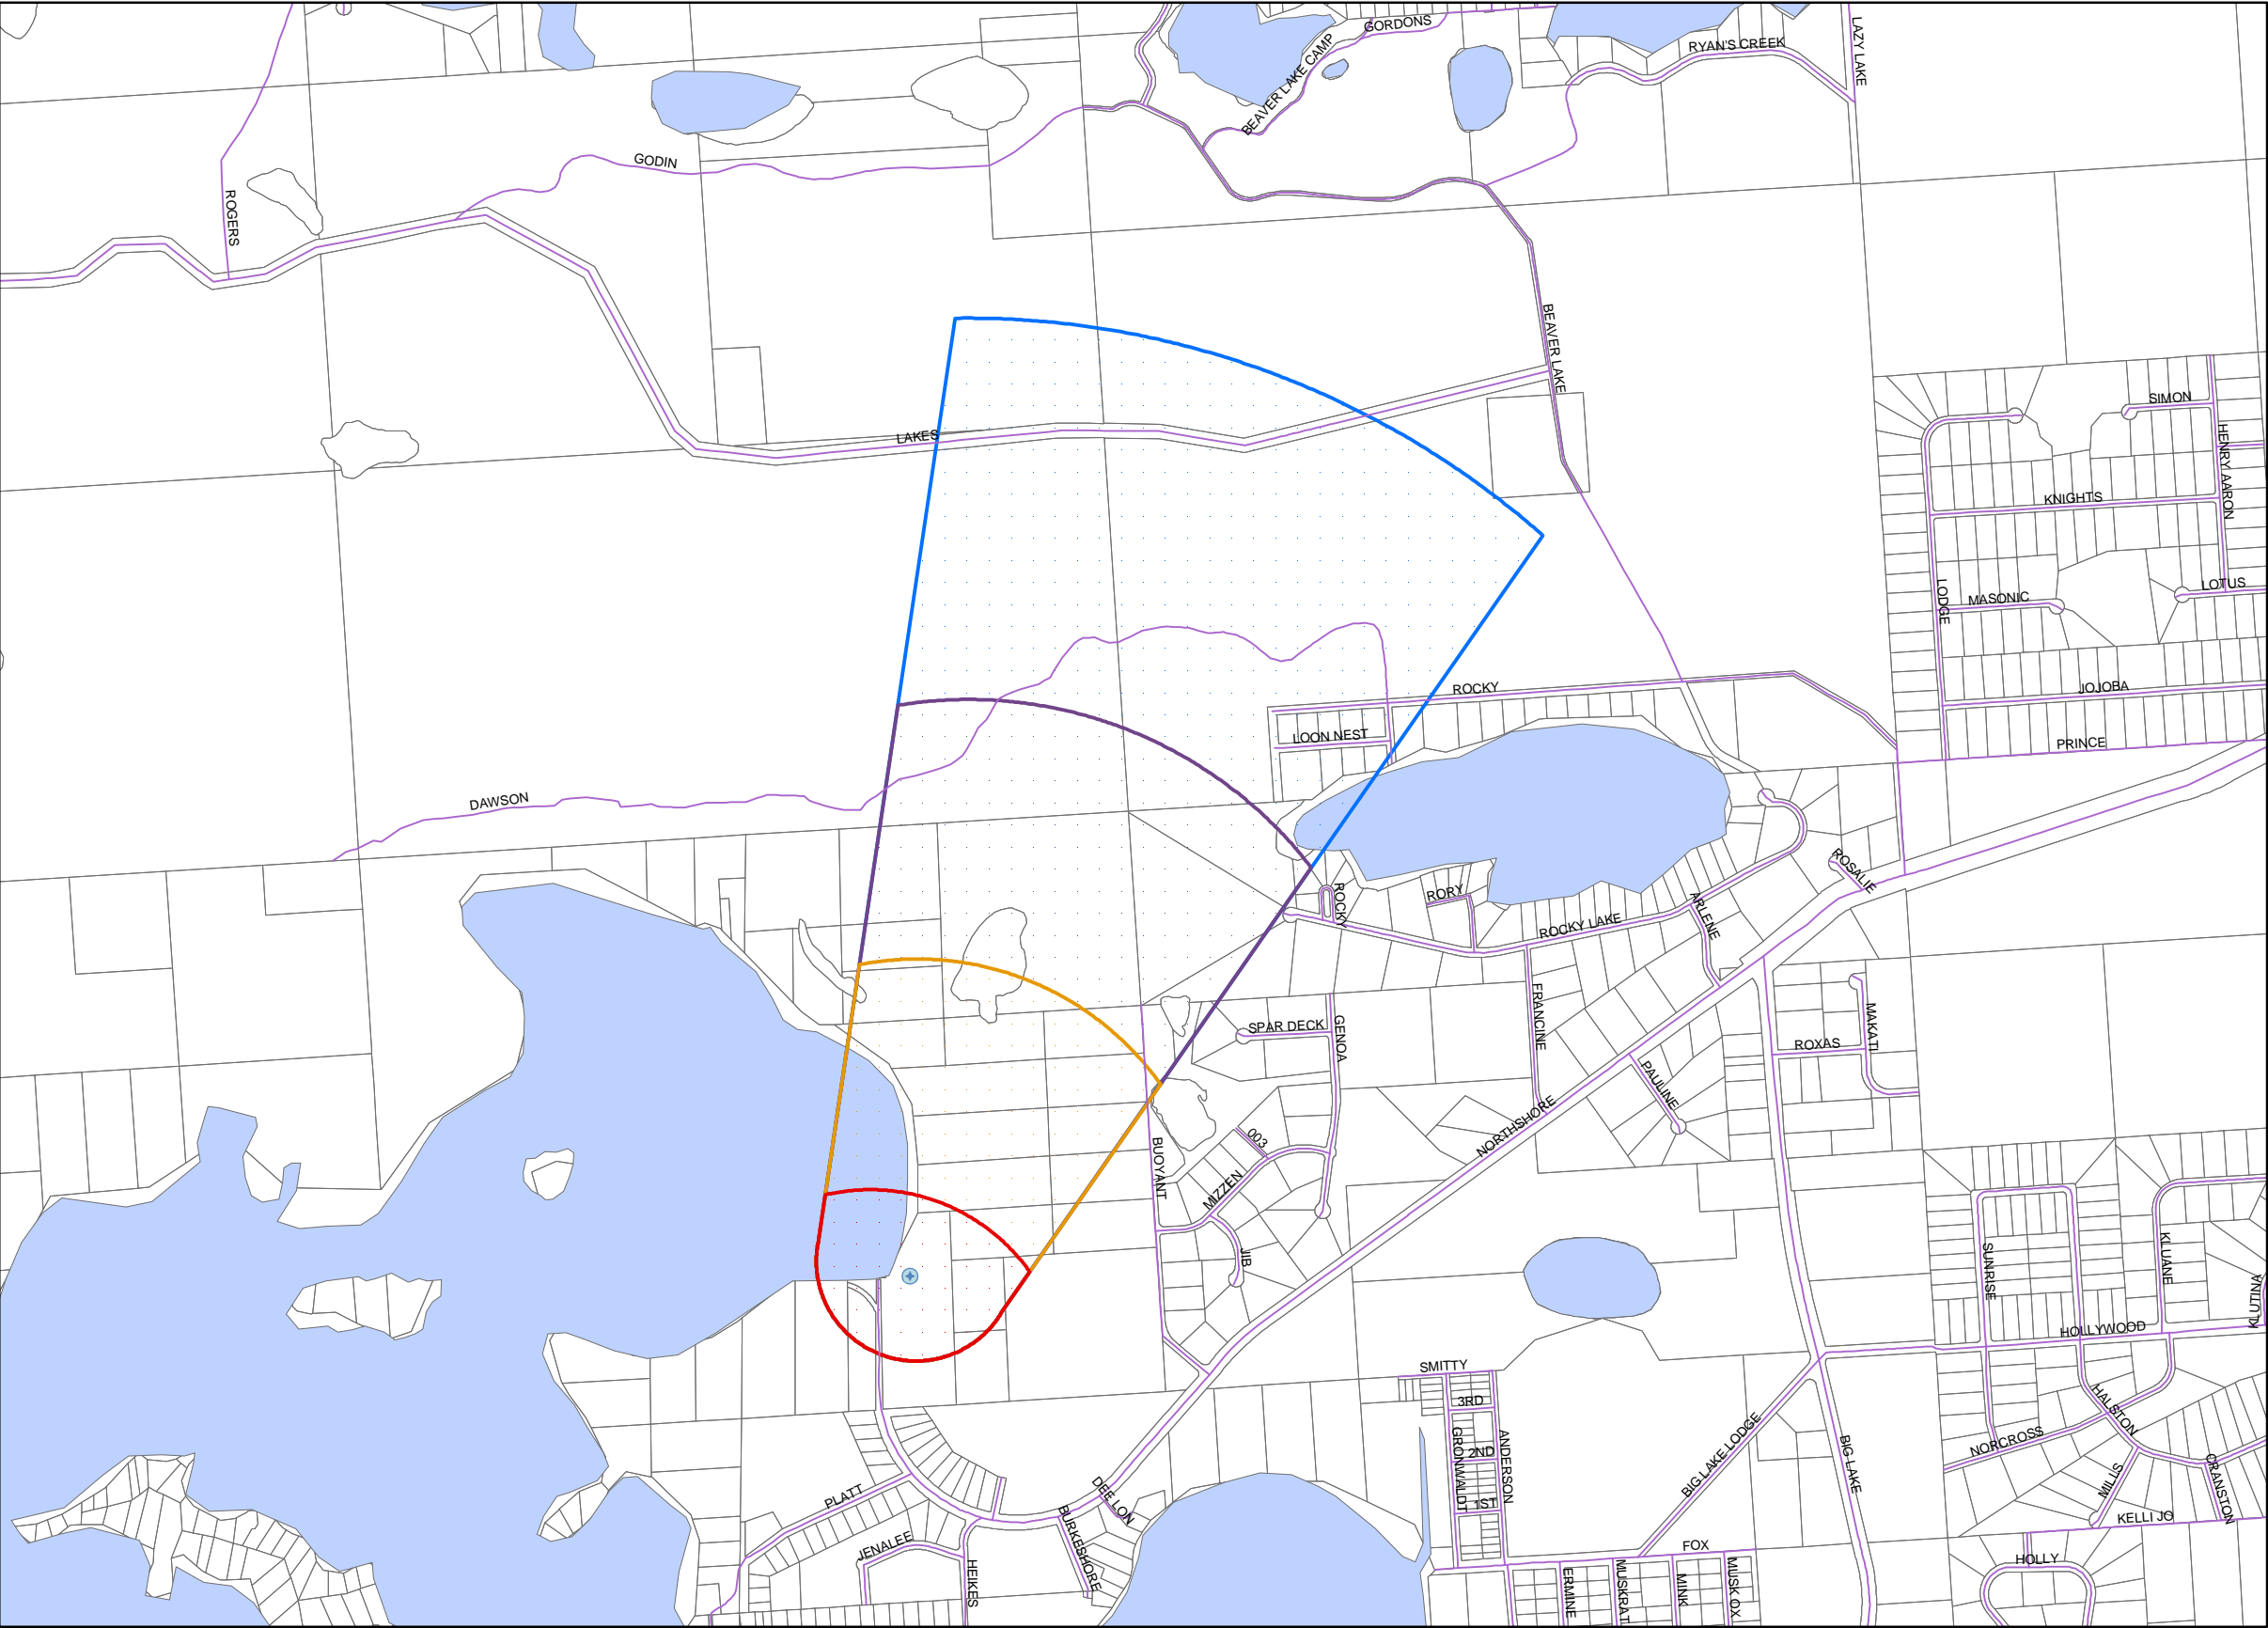 GORDONS
LAZY LAKE
RYAN'S CREEK
BEAVER LAKE CAMP
GODIN
ROGERS
BEAVER LAKE
SIMON
HENRY AARON
LAKES
KNIGHTS
LOTUS
LODGE
MASONIC
ROCKY
JOJOBA
LOON NEST
PRINCE
DAWSON
ROSALIE
RORY
ROCKY
ARLENE
ROCKY LAKE
FRANCINE
MAKATI
SPAR DECK
GENOA
ROXAS
PAULINE
NORTHSHORE
003
BUOYANT
MIZZEN
JIB
SUNRISE
KLUANE
KLUTINA
HOLLYWOOD
SMITTY
3RD
HALSTON
GRONWALDT
2ND
ANDERSON
BIG LAKE LODGE
BIG LAKE
NORCROSS
MILLS
CRANSTON
PLATT
DEE LON
1ST
BURKESHORE
KELLI JO
JENALEE
FOX
HOLLY
HEIKES
ERMINE
MUSKRAT
MINK
MUSK OX